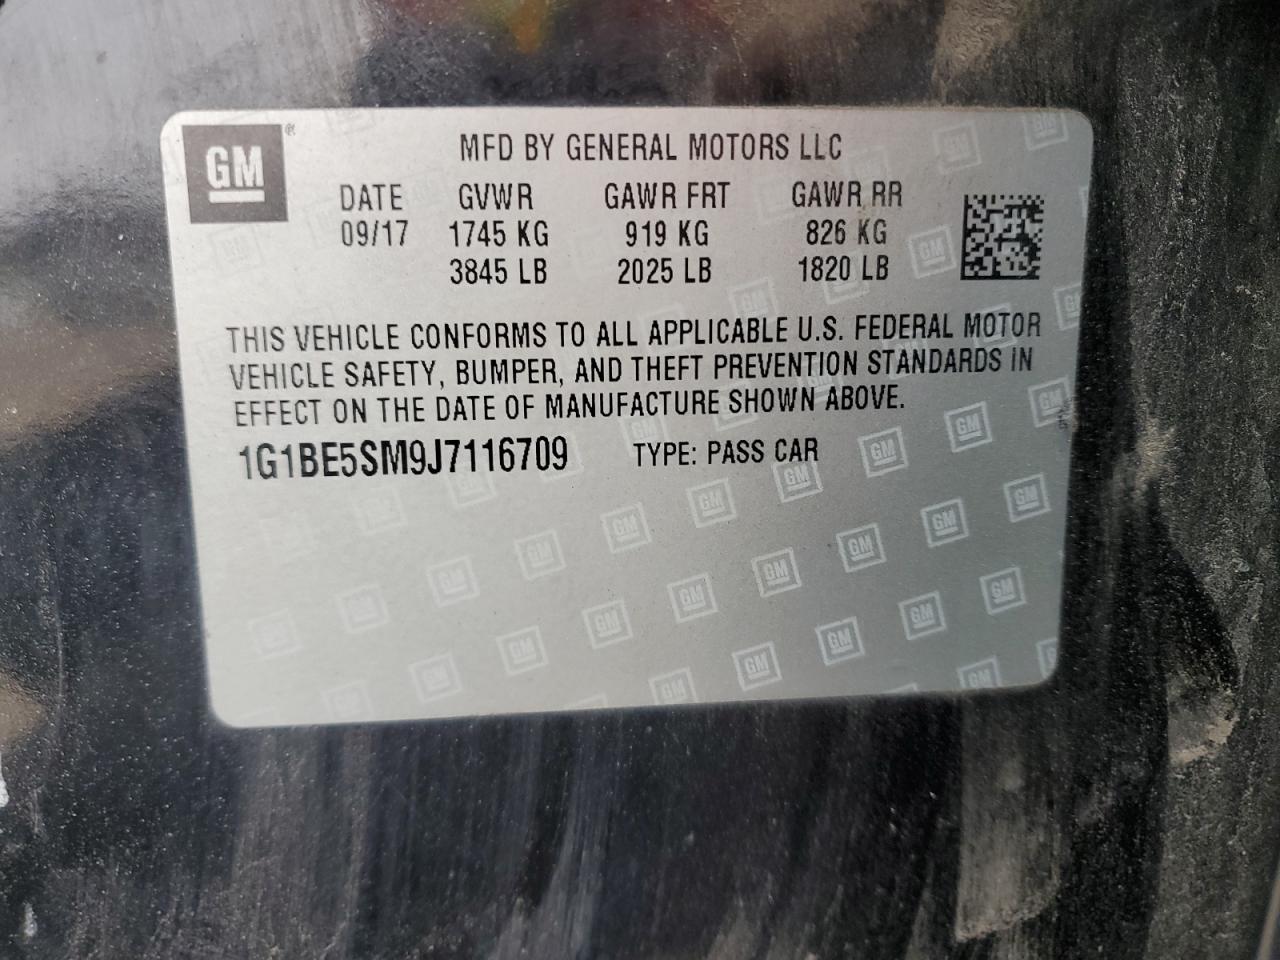 GM
MFD BY GENERAL MOTORS LLC
DATE GVWR GAWR FRT GAWR RR
09/17 1745 KG 919 KG 826 KG
3845 LB 2025 LB 1820 LB
THIS VEHICLE CONFORMS TO ALL APPLICABLE U.S. FEDERAL MOTOR
VEHICLE SAFETY, BUMPER, AND THEFT PREVENTION STANDARDS IN
EFFECT ON THE DATE OF MANUFACTURE SHOWN ABOVE.
1G1BE5SM9J7116709 TYPE: PASS CAR